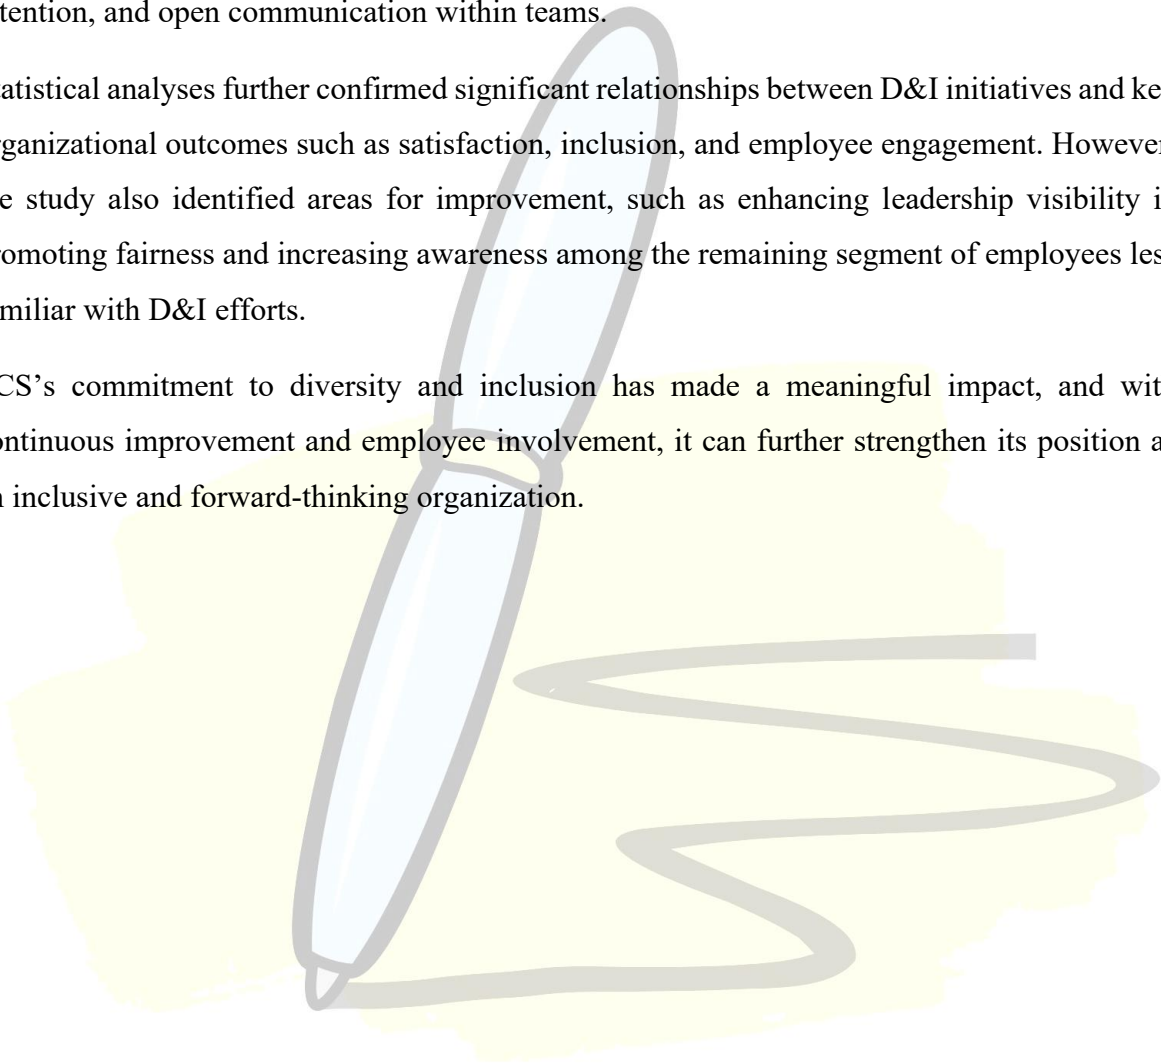 tention, and open communication within teams.
atistical analyses further confirmed significant relationships between D&I initiatives and ke
ganizational outcomes such as satisfaction, inclusion, and employee engagement. However
e study also identified areas for improvement, such as enhancing leadership visibility i
omoting fairness and increasing awareness among the remaining segment of employees les
miliar with D&I efforts.
CS’s commitment to diversity and inclusion has made a meaningful impact, and wit
ontinuous improvement and employee involvement, it can further strengthen its position a
n inclusive and forward-thinking organization.